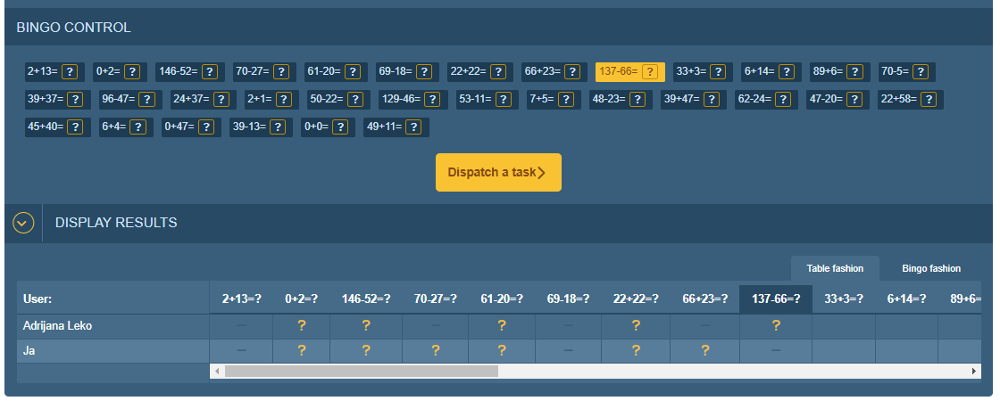 BINGO CONTROL
2+13= ? 0+2= ? 146-52= ? 70-27= ? 61-20= ? 69-18= ? 22+22= ? 66+23= ? 137-66= ? 33+3= ? 6+14= ? 89+6= ? 70-5= ?
39+37= ? 96-47= ? 24+37= ? 2+1= ? 50-22= ? 129-46= ? 53-11= ? 7+5= ? 48-23= ? 39+47= ? 62-24= ? 47-20= ? 22+58= ?
45+40= ? 6+4= ? 0+47= ? 39-13= ? 0+0= ? 49+11= ?
Dispatch a task
DISPLAY RESULTS
Table fashion Bingo fashion
User: 2+13=? 0+2=? 146-52=? 70-27=? 61-20=? 69-18=? 22+22=? 66+23=? 137-66=? 33+3=? 6+14=? 89+6=
Adrijana Leko – ? ? – ? – ? – ?
Ja – ? ? ? ? – ? ? –